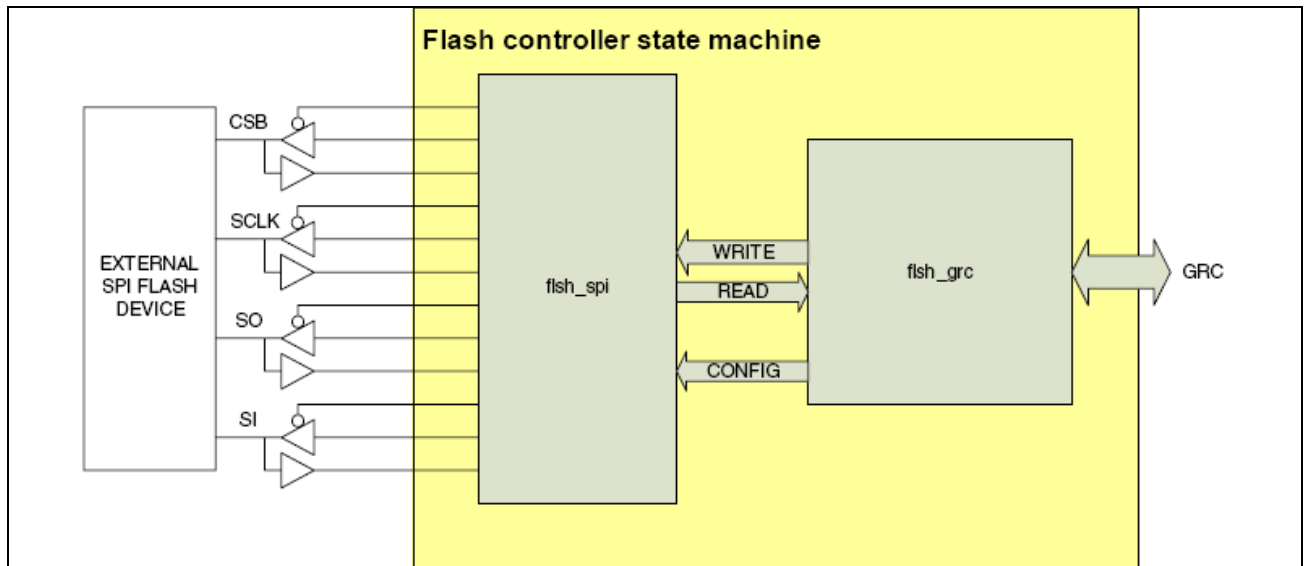 Flash controller state machine
CSB
SCLK
EXTERNAL
SPI FLASH
DEVICE
SO
SI
flsh_spi
WRITE
READ
CONFIG
flsh_grc
GRC